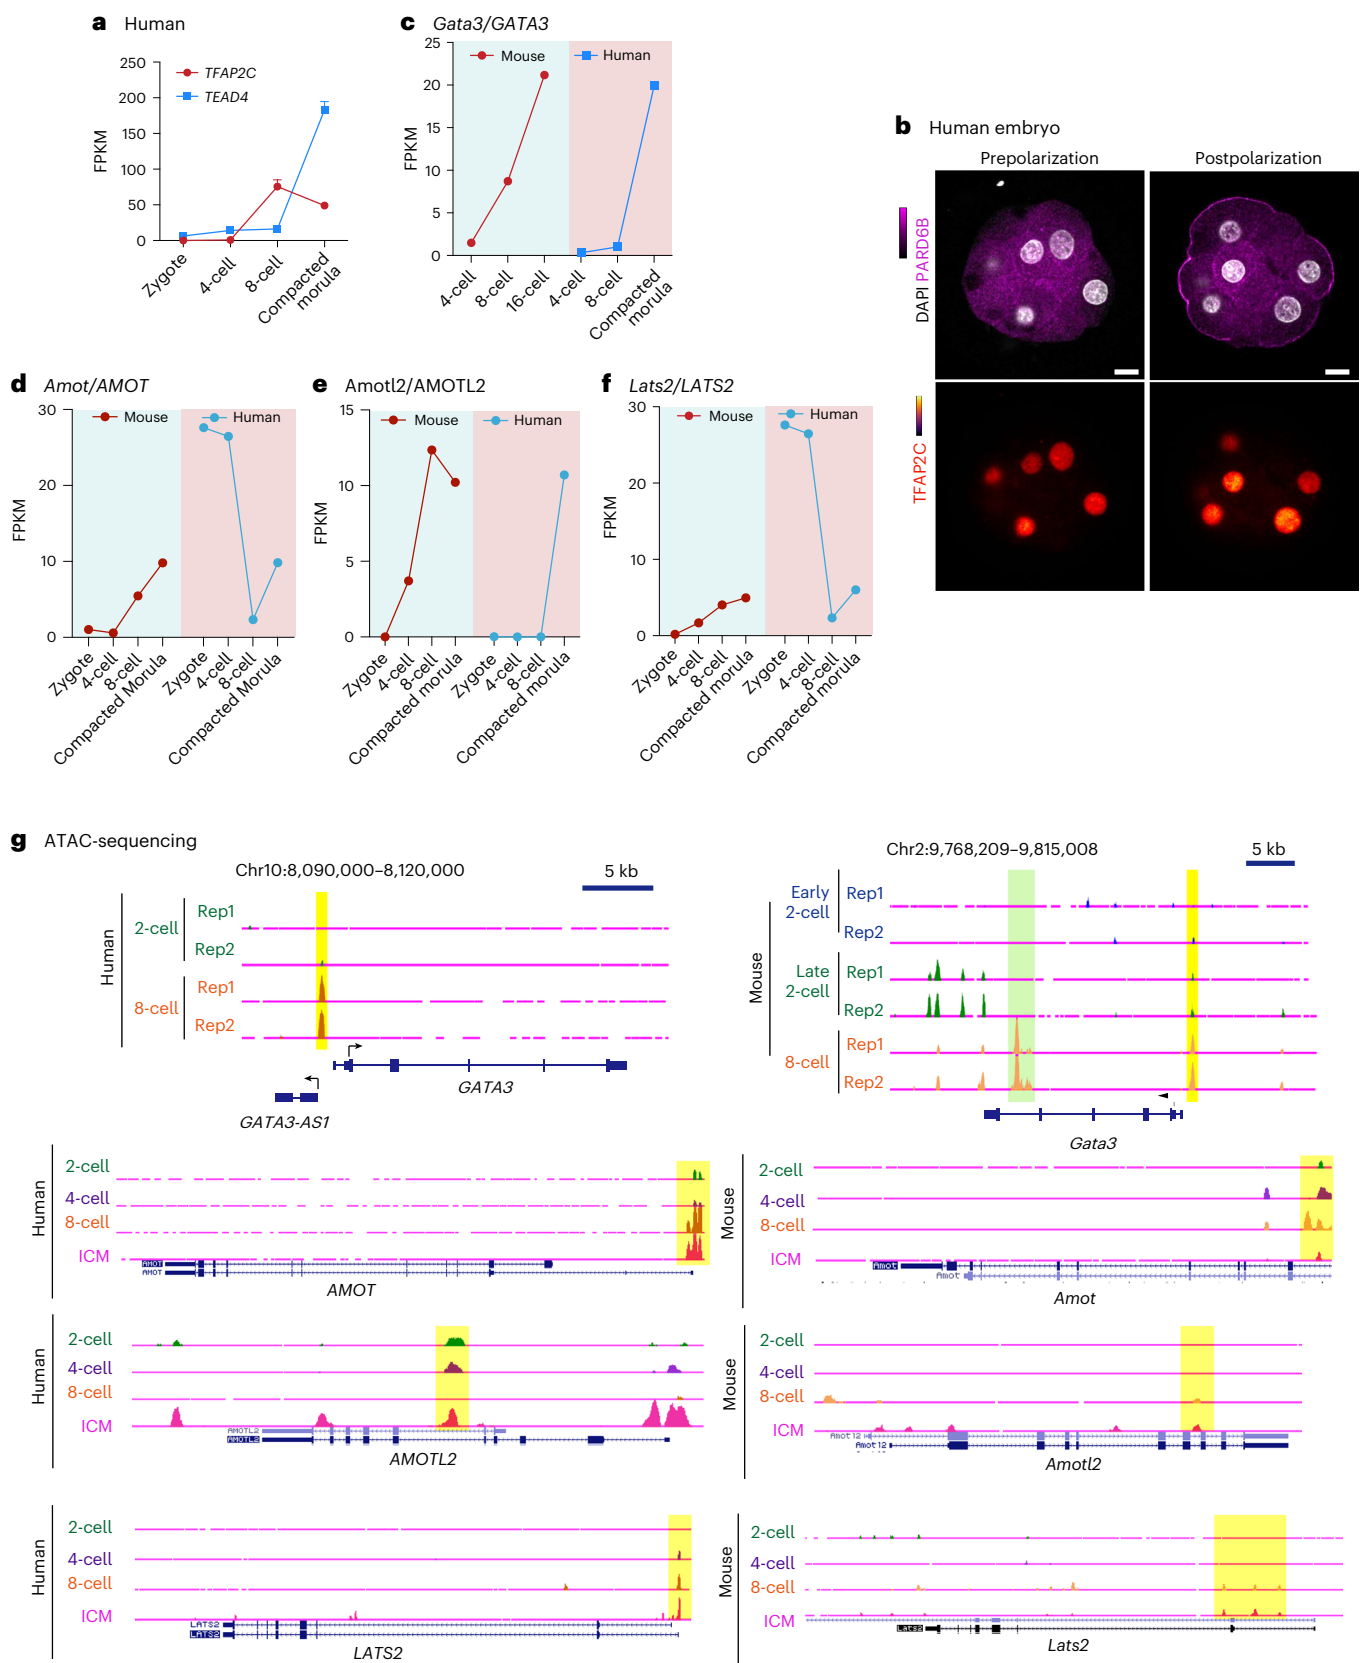 a Human
250
200
150
100
50
0
FPKM
TFAP2C
TEAD4
Zygote
4-cell
8-cell
Compacted
morula
c Gata3/GATA3
25
20
15
10
5
0
FPKM
Mouse
Human
4-cell
8-cell
16-cell
4-cell
8-cell
Compacted
morula
b Human embryo
Prepolarization
Postpolarization
DAPI PARD6B
TFAP2C
d Amot/AMOT
30
20
10
0
FPKM
Mouse
Human
Zygote
4-cell
8-cell
Compacted Morula
Zygote
4-cell
8-cell
Compacted Morula
e Amotl2/AMOTL2
15
10
5
0
FPKM
Mouse
Human
Zygote
4-cell
8-cell
Compacted morula
Zygote
4-cell
8-cell
Compacted morula
f Lats2/LATS2
30
20
10
0
FPKM
Mouse
Human
Zygote
4-cell
8-cell
Compacted morula
Zygote
4-cell
8-cell
Compacted morula
g ATAC-sequencing
Chr10:8,090,000–8,120,000
5 kb
Human
2-cell
Rep1
Rep2
8-cell
Rep1
Rep2
GATA3
GATA3-AS1
Chr2:9,768,209–9,815,008
5 kb
Mouse
Early
2-cell
Rep1
Rep2
Late
2-cell
Rep1
Rep2
8-cell
Rep1
Rep2
Gata3
Human
2-cell
4-cell
8-cell
ICM
AMOT
AMOT
AMOT
Mouse
2-cell
4-cell
8-cell
ICM
Amot
Amot
Amot
Human
2-cell
4-cell
8-cell
ICM
AMOTL2
AMOTL2
AMOTL2
Mouse
2-cell
4-cell
8-cell
ICM
Amotl2
Amotl2
Amotl2
Human
2-cell
4-cell
8-cell
ICM
LATS2
LATS2
LATS2
Mouse
2-cell
4-cell
8-cell
ICM
Lats2
Lats2